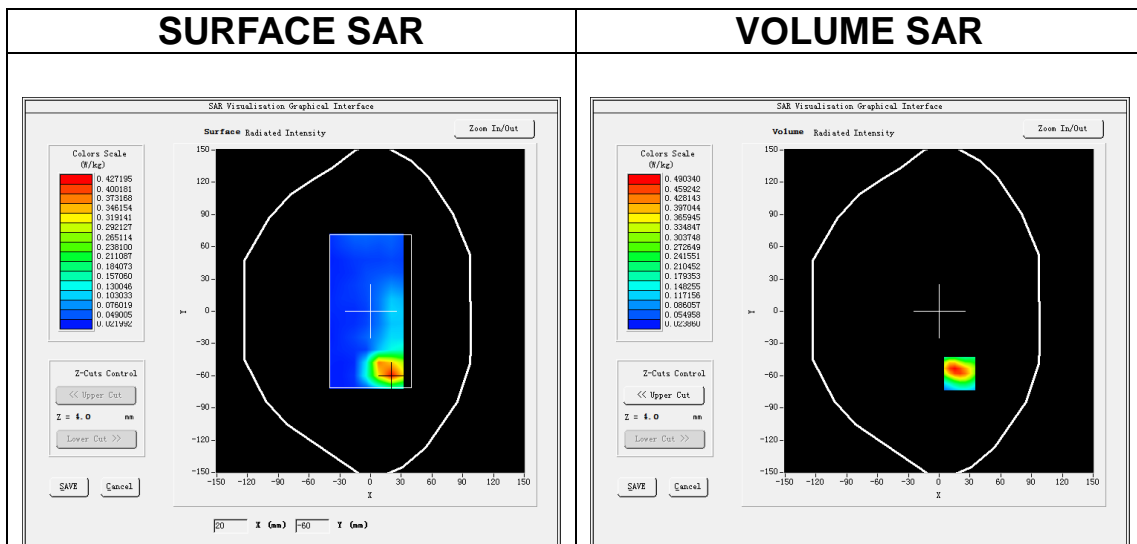 SURFACE SAR
SAR Visualisation Graphical Interface
Surface Radiated Intensity
Zoom In/Out
Colors Scale
(W/kg)
0.427195
0.400181
0.373168
0.346154
0.319141
0.292127
0.265114
0.238100
0.211087
0.184073
0.157060
0.130046
0.103033
0.076019
0.049005
0.021992
Z-Cuts Control
<< Upper Cut
Z = 4.0 mm
Lower Cut >>
SAVE Cancel
150
120
90
60
30
0
-30
-60
-90
-120
-150
Y
-150 -120 -90 -60 -30 0 30 60 90 120 150
X
20 X (mm) -60 Y (mm)
VOLUME SAR
SAR Visualisation Graphical Interface
Volume Radiated Intensity
Zoom In/Out
Colors Scale
(W/kg)
0.490340
0.459242
0.428143
0.397044
0.365945
0.334847
0.303748
0.272649
0.241551
0.210452
0.179353
0.148255
0.117156
0.086057
0.054958
0.023860
Z-Cuts Control
<< Upper Cut
Z = 4.0 mm
Lower Cut >>
SAVE Cancel
150
120
90
60
30
0
-30
-60
-90
-120
-150
Y
-150 -120 -90 -60 -30 0 30 60 90 120 150
X